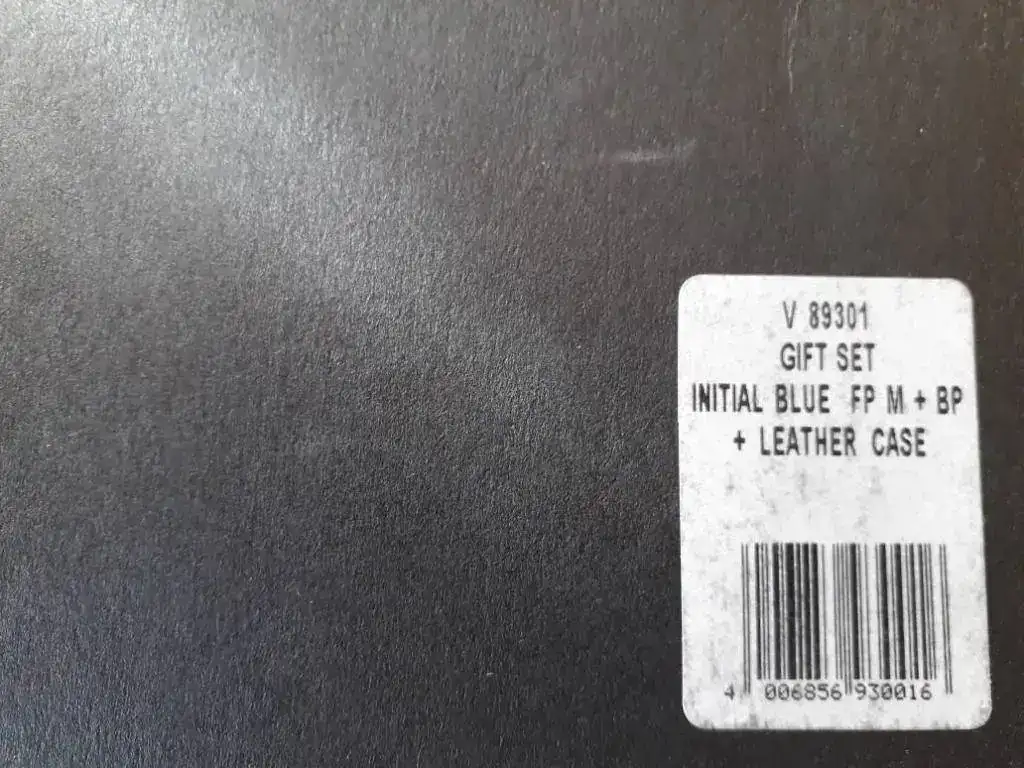 V 89301
GIFT SET
INITIAL BLUE FP M + BP
+ LEATHER CASE
4 006856 930016